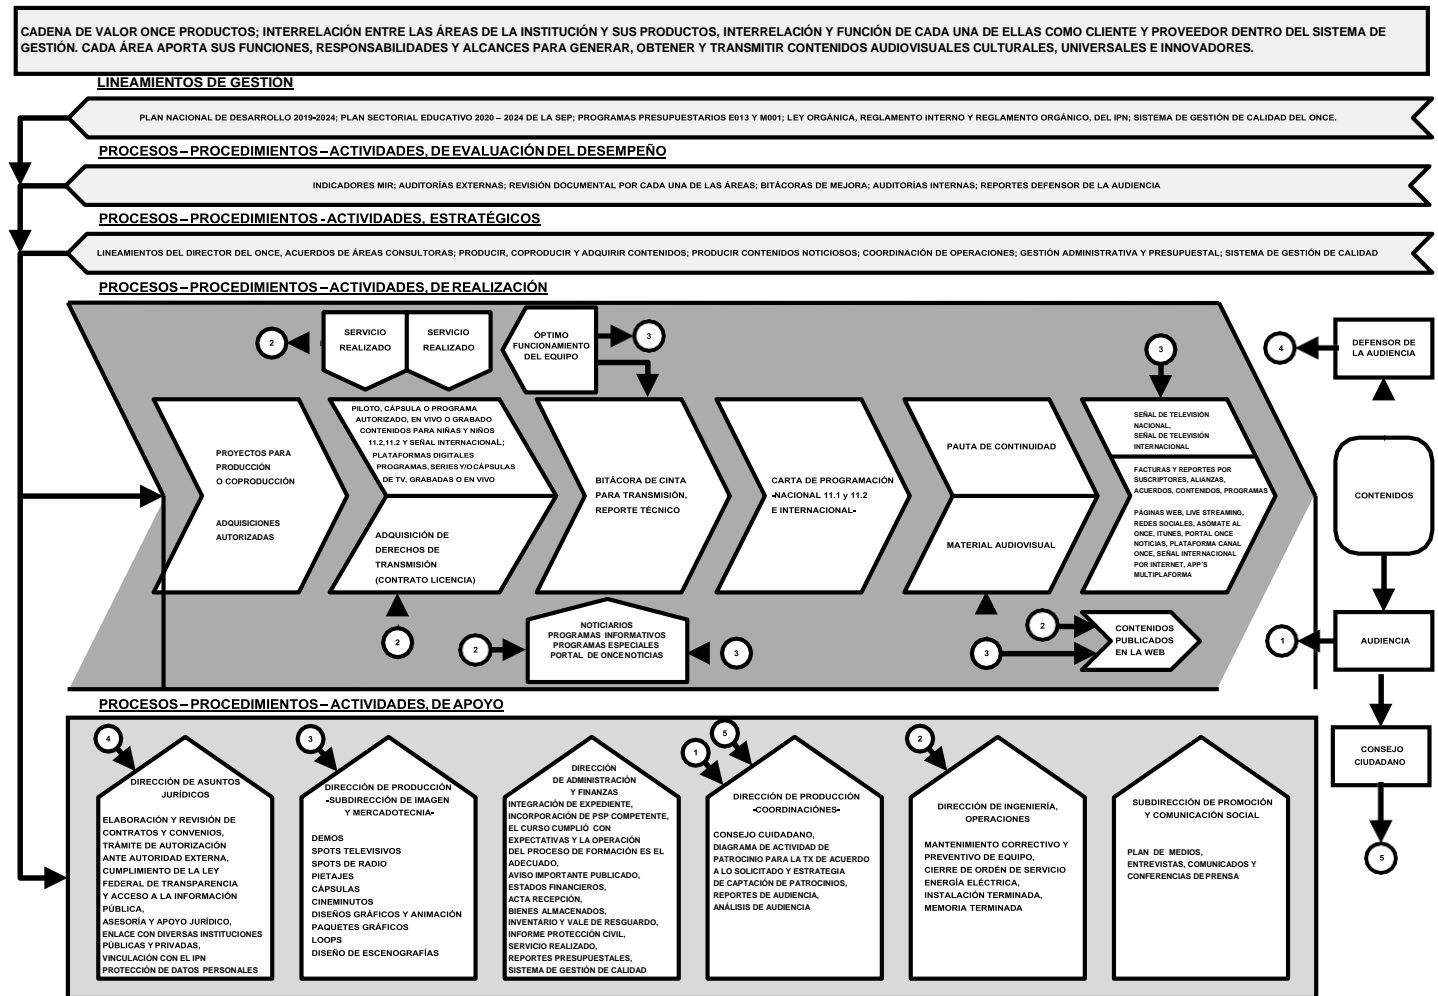 CADENA DE VALOR ONCE PRODUCTOS; INTERRELACIÓN ENTRE LAS ÁREAS DE LA INSTITUCIÓN Y SUS PRODUCTOS, INTERRELACIÓN Y FUNCIÓN DE CADA UNA DE ELLAS COMO CLIENTE Y PROVEEDOR DENTRO DEL SISTEMA DE
GESTIÓN. CADA ÁREA APORTA SUS FUNCIONES, RESPONSABILIDADES Y ALCANCES PARA GENERAR, OBTENER Y TRANSMITIR CONTENIDOS AUDIOVISUALES CULTURALES, UNIVERSALES E INNOVADORES.
LINEAMIENTOS DE GESTIÓN
PLAN NACIONAL DE DESARROLLO 2019-2024; PLAN SECTORIAL EDUCATIVO 2020 – 2024 DE LA SEP; PROGRAMAS PRESUPUESTARIOS E013 Y M001; LEY ORGÁNICA, REGLAMENTO INTERNO Y REGLAMENTO ORGÁNICO, DEL IPN; SISTEMA DE GESTIÓN DE CALIDAD DEL ONCE.
PROCESOS – PROCEDIMIENTOS – ACTIVIDADES, DE EVALUACIÓN DEL DESEMPEÑO
INDICADORES MIR; AUDITORÍAS EXTERNAS; REVISIÓN DOCUMENTAL POR CADA UNA DE LAS ÁREAS; BITÁCORAS DE MEJORA; AUDITORÍAS INTERNAS; REPORTES DEFENSOR DE LA AUDIENCIA
PROCESOS – PROCEDIMIENTOS - ACTIVIDADES, ESTRATÉGICOS
LINEAMIENTOS DEL DIRECTOR DEL ONCE, ACUERDOS DE ÁREAS CONSULTORAS; PRODUCIR, COPRODUCIR Y ADQUIRIR CONTENIDOS; PRODUCIR CONTENIDOS NOTICIOSOS; COORDINACIÓN DE OPERACIONES; GESTIÓN ADMINISTRATIVA Y PRESUPUESTAL; SISTEMA DE GESTIÓN DE CALIDAD
PROCESOS – PROCEDIMIENTOS – ACTIVIDADES, DE REALIZACIÓN
2
SERVICIO
REALIZADO
SERVICIO
REALIZADO
ÓPTIMO
FUNCIONAMIENTO
DEL EQUIPO
3
3
4
DEFENSOR DE
LA AUDIENCIA
PROYECTOS PARA
PRODUCCIÓN
O COPRODUCCIÓN
ADQUISICIONES
AUTORIZADAS
PILOTO, CÁPSULA O PROGRAMA
AUTORIZADO, EN VIVO O GRABADO
CONTENIDOS PARA NIÑAS Y NIÑOS
11.2,11.2 Y SEÑAL INTERNACIONAL;
PLATAFORMAS DIGITALES
PROGRAMAS, SERIES Y/O CÁPSULAS
DE TV, GRABADAS O EN VIVO
ADQUISICIÓN DE
DERECHOS DE
TRANSMISIÓN
(CONTRATO LICENCIA)
BITÁCORA DE CINTA
PARA TRANSMISIÓN,
REPORTE TÉCNICO
CARTA DE PROGRAMACIÓN
-NACIONAL 11.1 y 11.2
E INTERNACIONAL-
PAUTA DE CONTINUIDAD
MATERIAL AUDIOVISUAL
SEÑAL DE TELEVISIÓN
NACIONAL,
SEÑAL DE TELEVISIÓN
INTERNACIONAL
FACTURAS Y REPORTES POR
SUSCRIPTORES, ALIANZAS,
ACUERDOS, CONTENIDOS, PROGRAMAS
PÁGINAS WEB, LIVE STREAMING,
REDES SOCIALES, ASÓMATE AL
ONCE, ITUNES, PORTAL ONCE
NOTICIAS, PLATAFORMA CANAL
ONCE, SEÑAL INTERNACIONAL
POR INTERNET, APP´S
MULTIPLAFORMA
CONTENIDOS
2
2
NOTICIARIOS
PROGRAMAS INFORMATIVOS
PROGRAMAS ESPECIALES
PORTAL DE ONCENOTICIAS
3
2
3
CONTENIDOS
PUBLICADOS
EN LA WEB
1
AUDIENCIA
PROCESOS – PROCEDIMIENTOS – ACTIVIDADES, DE APOYO
4
DIRECCIÓN DE ASUNTOS
JURÍDICOS
ELABORACIÓN Y REVISIÓN DE
CONTRATOS Y CONVENIOS,
TRÁMITE DE AUTORIZACIÓN
ANTE AUTORIDAD EXTERNA,
CUMPLIMIENTO DE LA LEY
FEDERAL DE TRANSPARENCIA
Y ACCESO A LA INFORMACIÓN
PÚBLICA,
ASESORÍA Y APOYO JURÍDICO,
ENLACE CON DIVERSAS INSTITUCIONES
PÚBLICAS Y PRIVADAS,
VINCULACIÓN CON EL IPN
PROTECCIÓN DE DATOS PERSONALES
3
DIRECCIÓN DE PRODUCCIÓN
-SUBDIRECCIÓN DE IMAGEN
Y MERCADOTECNIA-
DEMOS
SPOTS TELEVISIVOS
SPOTS DE RADIO
PIETAJES
CÁPSULAS
CINEMINUTOS
DISEÑOS GRÁFICOS Y ANIMACIÓN
PAQUETES GRÁFICOS
LOOPS
DISEÑO DE ESCENOGRAFÍAS
DIRECCIÓN
DE ADMINISTRACIÓN
Y FINANZAS
INTEGRACIÓN DE EXPEDIENTE,
INCORPORACIÓN DE PSP COMPETENTE,
EL CURSO CUMPLIÓ CON
EXPECTATIVAS Y LA OPERACIÓN
DEL PROCESO DE FORMACIÓN ES EL
ADECUADO,
AVISO IMPORTANTE PUBLICADO,
ESTADOS FINANCIEROS,
ACTA RECEPCIÓN,
BIENES ALMACENADOS,
INVENTARIO Y VALE DE RESGUARDO,
INFORME PROTECCIÓN CIVIL,
SERVICIO REALIZADO,
REPORTES PRESUPUESTALES,
SISTEMA DE GESTIÓN DE CALIDAD
1
5
DIRECCIÓN DE PRODUCCIÓN
-COORDINACIÓNES-
CONSEJO CUIDADANO,
DIAGRAMA DE ACTIVIDAD DE
PATROCINIO PARA LA TX DE ACUERDO
A LO SOLICITADO Y ESTRATEGIA
DE CAPTACIÓN DE PATROCINIOS,
REPORTES DE AUDIENCIA,
ANÁLISIS DE AUDIENCIA
2
DIRECCIÓN DE INGENIERÍA,
OPERACIONES
MANTENIMIENTO CORRECTIVO Y
PREVENTIVO DE EQUIPO,
CIERRE DE ORDÉN DE SERVICIO
ENERGÍA ELÉCTRICA,
INSTALACIÓN TERMINADA,
MEMORIA TERMINADA
SUBDIRECCIÓN DE PROMOCIÓN
Y COMUNICACIÓN SOCIAL
PLAN DE MEDIOS,
ENTREVISTAS, COMUNICADOS Y
CONFERENCIAS DE PRENSA
CONSEJO
CIUDADANO
5